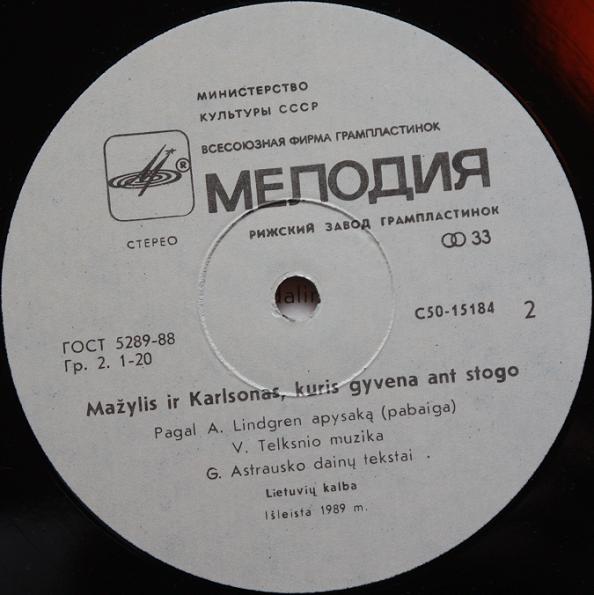 МИНИСТЕРСТВО
КУЛЬТУРЫ СССР
ВСЕСОЮЗНАЯ ФИРМА ГРАМПЛАСТИНОК
®
МЕЛОДИЯ
РИЖСКИЙ ЗАВОД ГРАМПЛАСТИНОК
СТЕРЕО
33
С50-15184 2
ГОСТ 5289-88
Гр. 2. 1-20
Mažylis ir Karlsonas, kuris gyvena ant stogo
Pagal A. Lindgren apysaką (pabaiga)
V. Telksnio muzika
G. Astrausko dainų tekstai .
Lietuvių kalba
Išleista 1989 m.